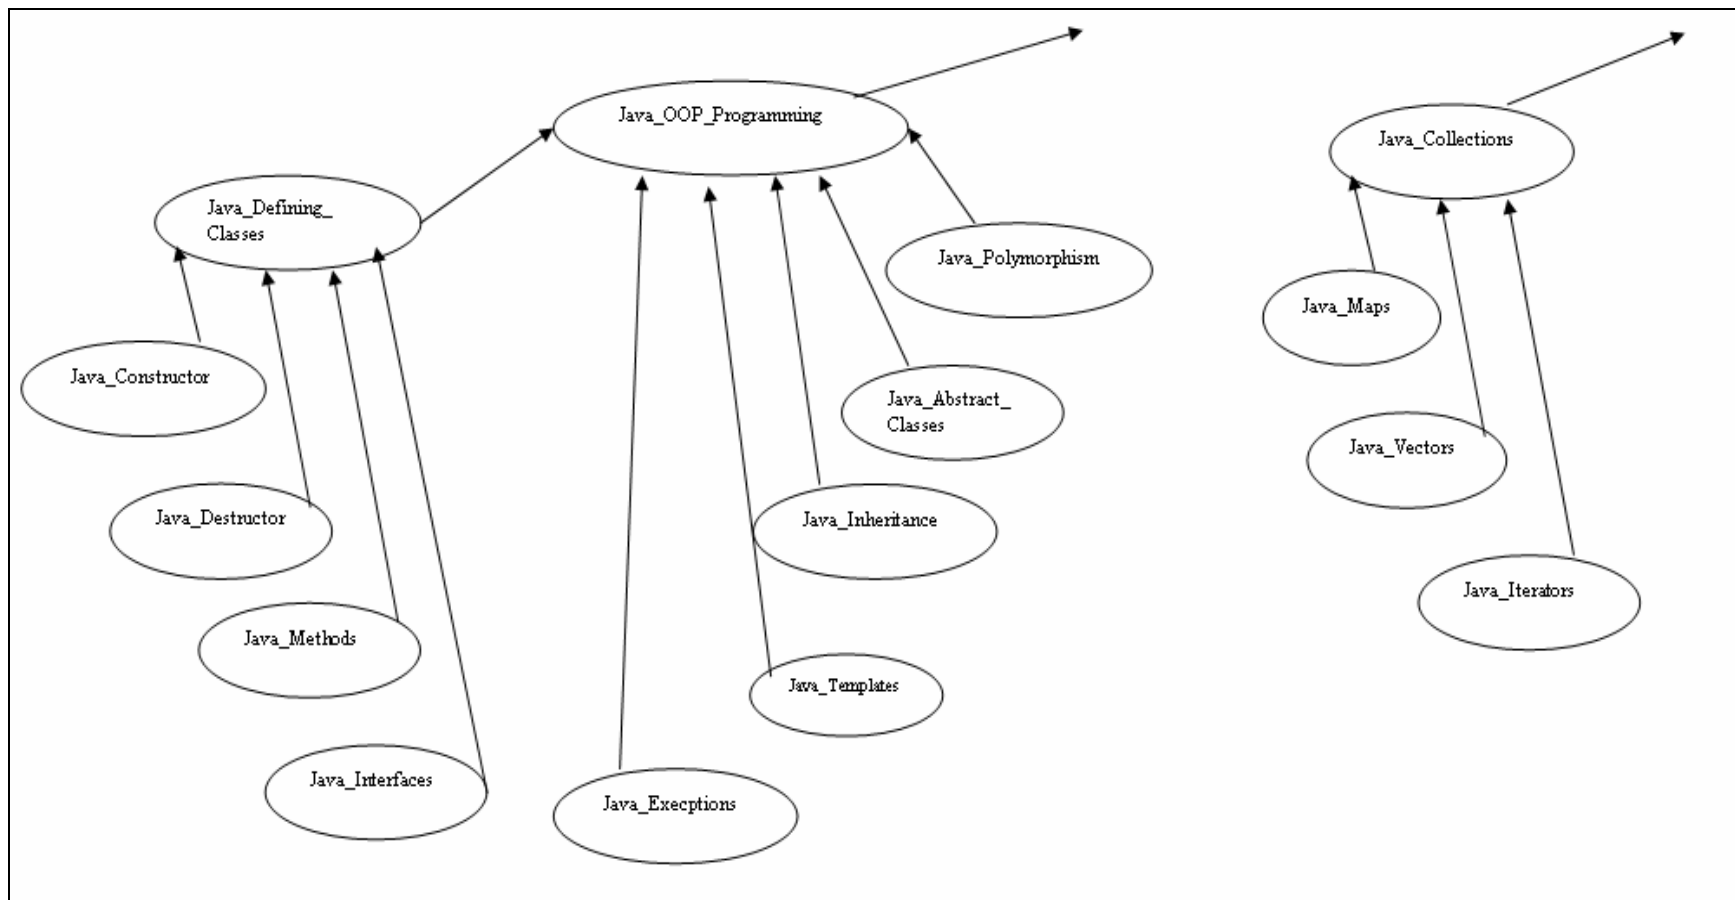 Java_OOP_Programming
Java_Collections
Java_Defining_
Classes
Java_Polymorphism
Java_Maps
Java_Constructor
Java_Abstract_
Classes
Java_Vectors
Java_Destructor
Java_Inheritance
Java_Iterators
Java_Methods
Java_Templates
Java_Interfaces
Java_Execptions